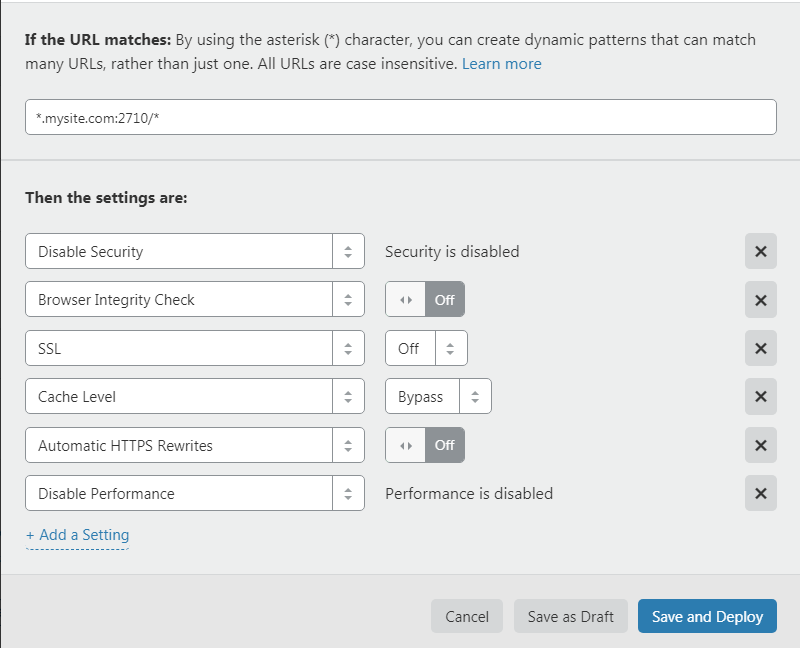 If the URL matches: By using the asterisk (*) character, you can create dynamic patterns that can match
many URLs, rather than just one. All URLs are case insensitive. Learn more
*.mysite.com:2710/*
Then the settings are:
Disable Security Security is disabled ✕
Browser Integrity Check Off ✕
SSL Off ✕
Cache Level Bypass ✕
Automatic HTTPS Rewrites Off ✕
Disable Performance Performance is disabled ✕
+ Add a Setting
Cancel Save as Draft Save and Deploy